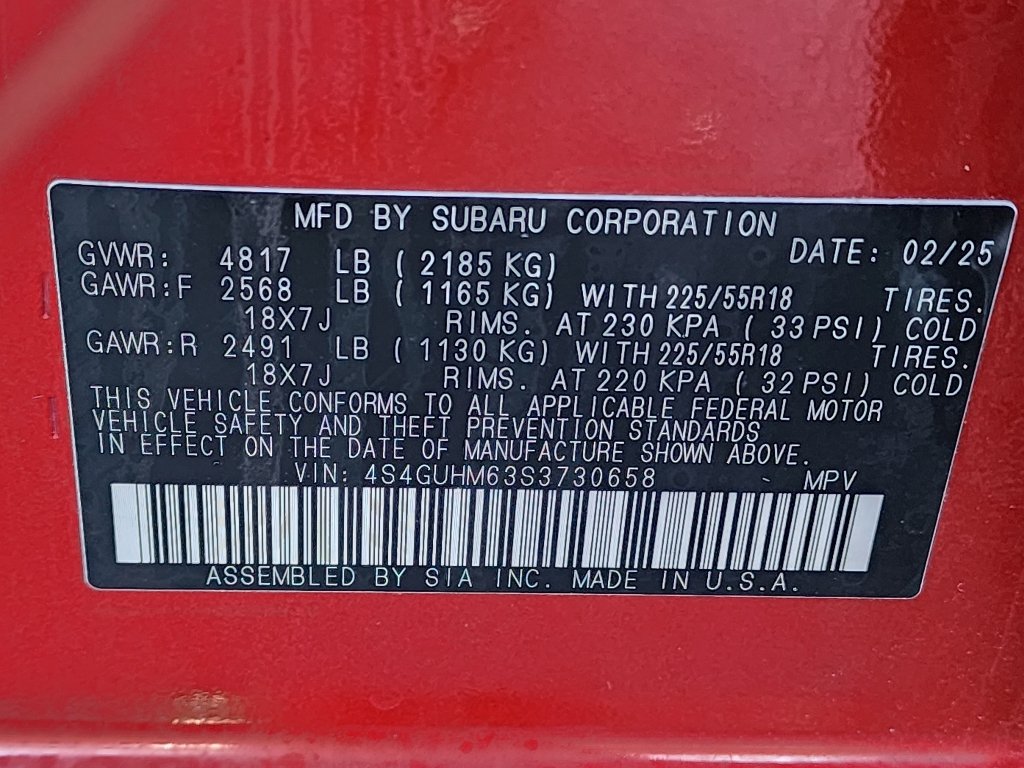 MFD BY SUBARU CORPORATION
DATE: 02/25
GVWR: 4817 LB ( 2185 KG)
GAWR:F 2568 LB ( 1165 KG) WITH 225/55R18 TIRES.
18X7J RIMS. AT 230 KPA ( 33 PSI) COLD
GAWR:R 2491 LB ( 1130 KG) WITH 225/55R18 TIRES.
18X7J RIMS. AT 220 KPA ( 32 PSI) COLD
THIS VEHICLE CONFORMS TO ALL APPLICABLE FEDERAL MOTOR
VEHICLE SAFETY AND THEFT PREVENTION STANDARDS
IN EFFECT ON THE DATE OF MANUFACTURE SHOWN ABOVE.
VIN: 4S4GUHM63S3730658 MPV
ASSEMBLED BY SIA INC. MADE IN U.S.A.